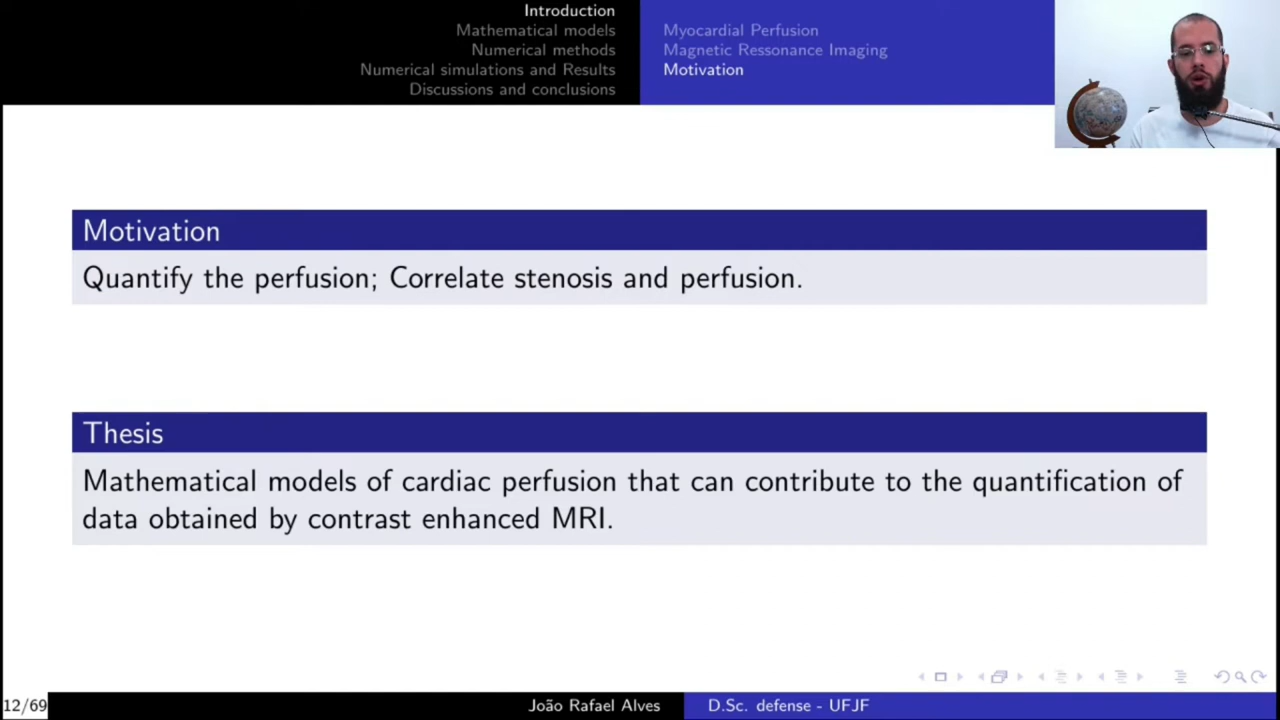 Introduction
Mathematical models
Numerical methods
Numerical simulations and Results
Discussions and conclusions
Myocardial Perfusion
Magnetic Ressonance Imaging
Motivation
Motivation
Quantify the perfusion; Correlate stenosis and perfusion.
Thesis
Mathematical models of cardiac perfusion that can contribute to the quantification of
data obtained by contrast enhanced MRI.
12/69
João Rafael Alves
D.Sc. defense - UFJF